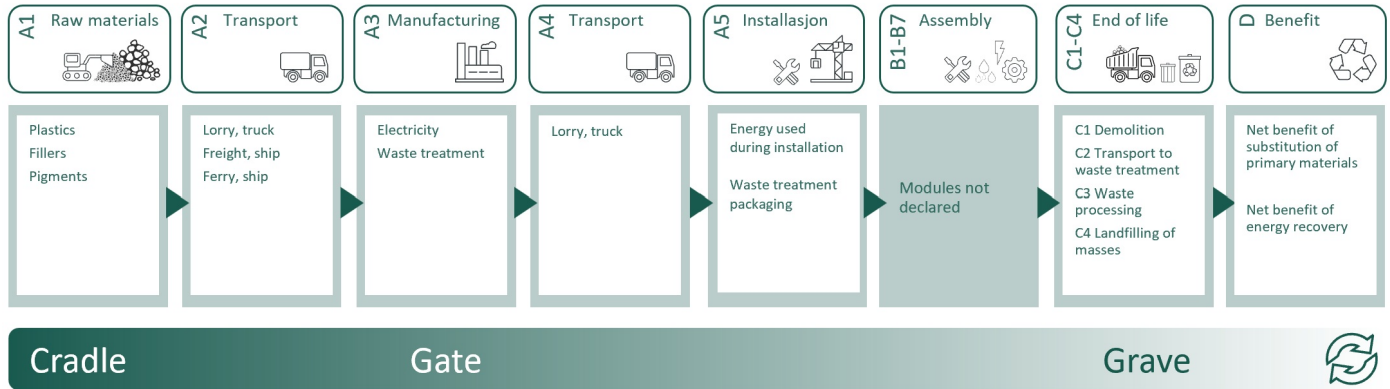 A1 Raw materials
A2 Transport
A3 Manufacturing
A4 Transport
A5 Installasjon
B1-B7 Assembly
C1-C4 End of life
D Benefit
Plastics
Fillers
Pigments
Lorry, truck
Freight, ship
Ferry, ship
Electricity
Waste treatment
Lorry, truck
Energy used
during installation
Waste treatment
packaging
Modules not
declared
C1 Demolition
C2 Transport to
waste treatment
C3 Waste
processing
C4 Landfilling of
masses
Net benefit of
substitution of
primary materials
Net benefit of
energy recovery
Cradle
Gate
Grave